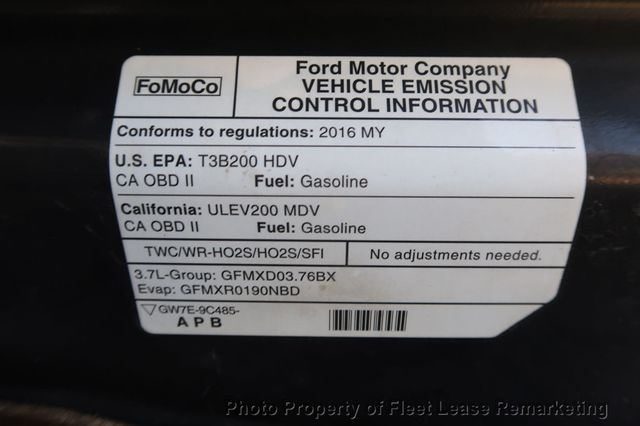 FoMoCo
Ford Motor Company
VEHICLE EMISSION
CONTROL INFORMATION
Conforms to regulations: 2016 MY
U.S. EPA: T3B200 HDV
CA OBD II Fuel: Gasoline
California: ULEV200 MDV
CA OBD II Fuel: Gasoline
TWC/WR-HO2S/HO2S/SFI No adjustments needed.
3.7L-Group: GFMXD03.76BX
Evap: GFMXR0190NBD
GW7E-9C485-
A P B
Photo Property of Fleet Lease Remarketing